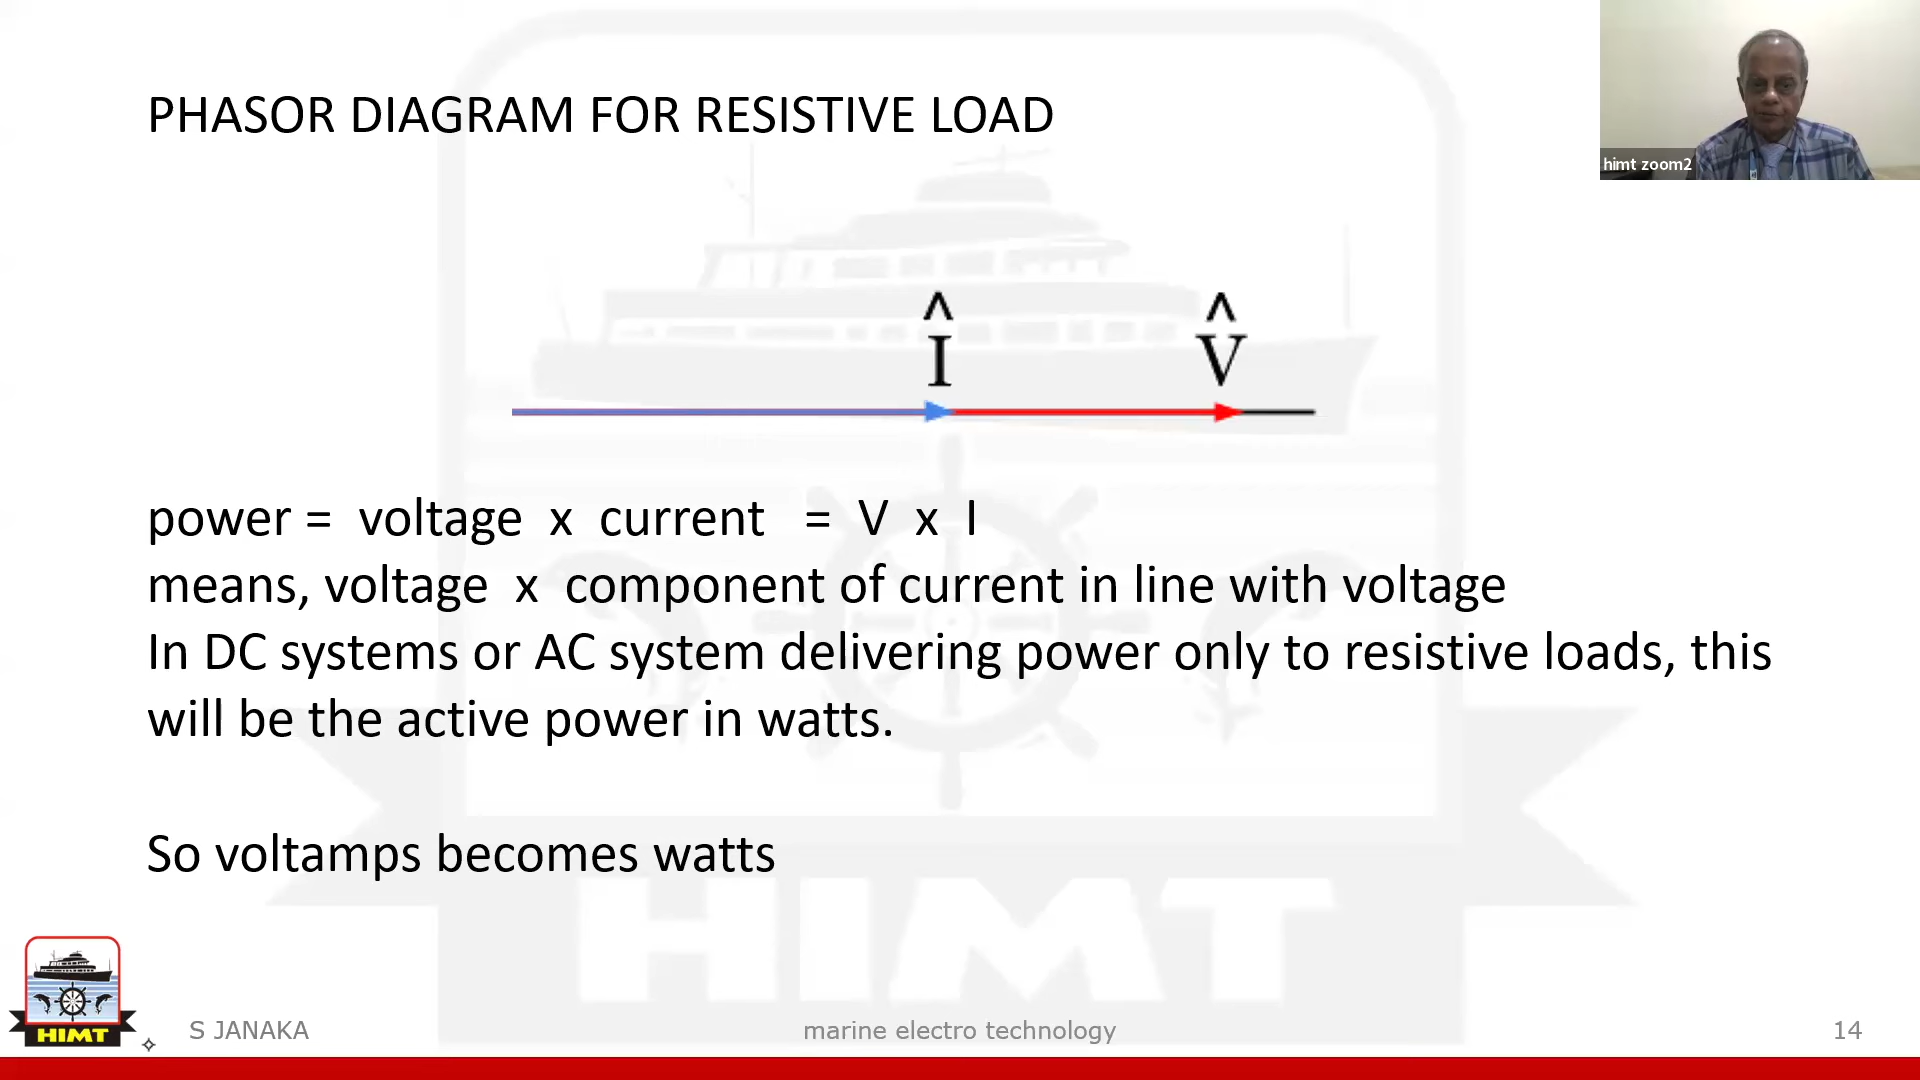 PHASOR DIAGRAM FOR RESISTIVE LOAD
himt zoom2
^ ^
I V
power = voltage x current = V x I
means, voltage x component of current in line with voltage
In DC systems or AC system delivering power only to resistive loads, this
will be the active power in watts.
So voltamps becomes watts
HIMT
HIMT
S JANAKA
marine electro technology
14